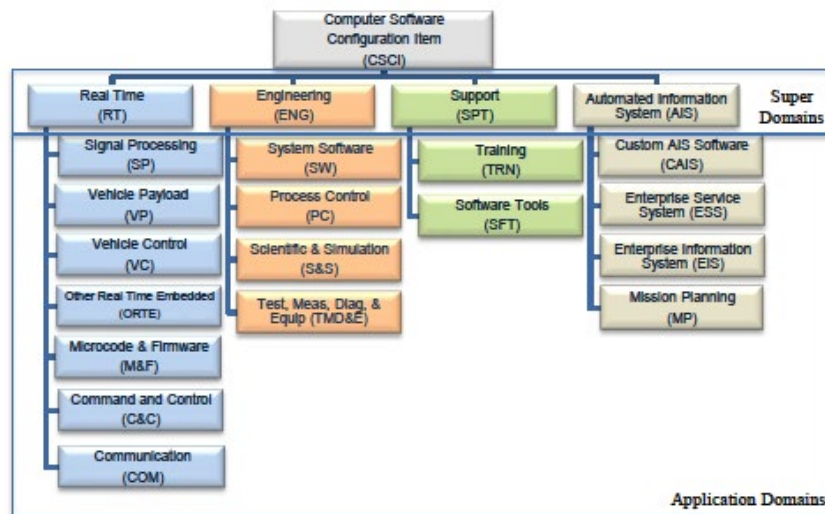 Computer Software
Configuration Item
(CSCI)
Real Time
(RT)
Engineering
(ENG)
Support
(SPT)
Automated Information
System (AIS)
Super
Domains
Signal Processing
(SP)
Vehicle Payload
(VP)
Vehicle Control
(VC)
Other Real Time Embedded
(ORTE)
Microcode & Firmware
(M&F)
Command and Control
(C&C)
Communication
(COM)
System Software
(SW)
Process Control
(PC)
Scientific & Simulation
(S&S)
Test, Meas, Diag, &
Equip (TMD&E)
Training
(TRN)
Software Tools
(SFT)
Custom AIS Software
(CAIS)
Enterprise Service
System (ESS)
Enterprise Information
System (EIS)
Mission Planning
(MP)
Application Domains